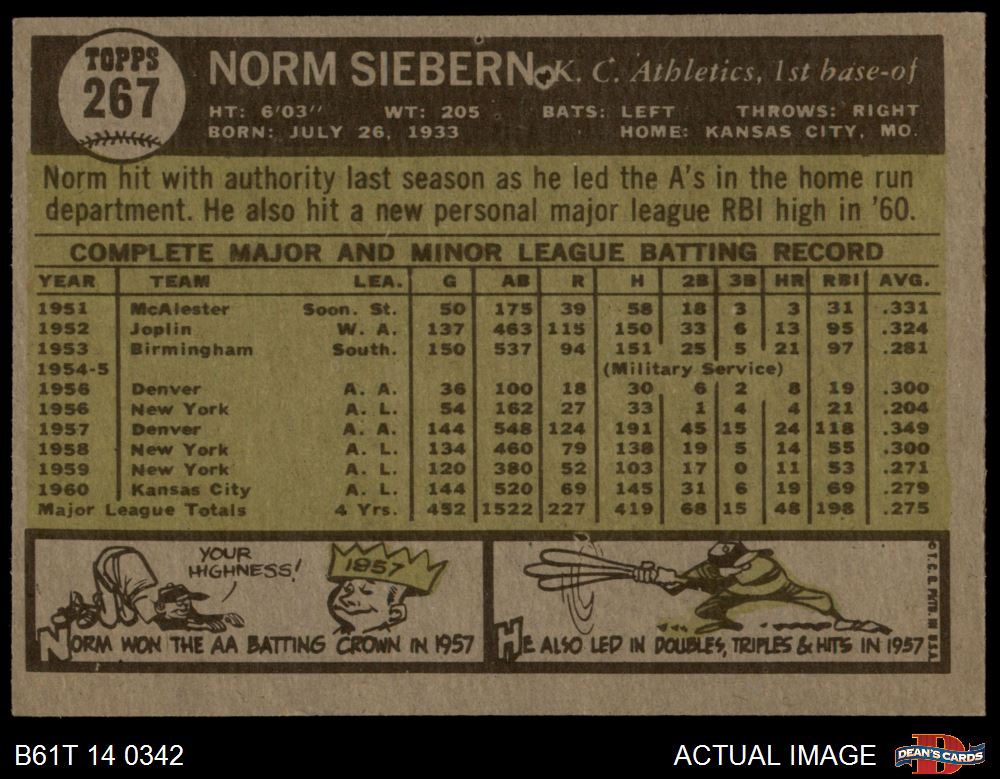 TOPPS
267
NORM SIEBERN K. C. Athletics, 1st base-of
HT: 6'03" WT: 205 BATS: LEFT THROWS: RIGHT
BORN: JULY 26, 1933 HOME: KANSAS CITY, MO.
Norm hit with authority last season as he led the A's in the home run
department. He also hit a new personal major league RBI high in '60.
COMPLETE MAJOR AND MINOR LEAGUE BATTING RECORD
YEAR TEAM LEA. G AB R H 2B 3B HR RBI AVG.
1951 McAlester Soon. St. 50 175 39 58 18 3 3 31 .331
1952 Joplin W. A. 137 463 115 150 33 6 13 95 .324
1953 Birmingham South. 150 537 94 151 25 5 21 97 .281
1954-5 (Military Service)
1956 Denver A. A. 36 100 18 30 6 2 8 19 .300
1956 New York A. L. 54 162 27 33 1 4 4 21 .204
1957 Denver A. A. 144 548 124 191 45 15 24 118 .349
1958 New York A. L. 134 460 79 138 19 5 14 55 .300
1959 New York A. L. 120 380 52 103 17 0 11 53 .271
1960 Kansas City A. L. 144 520 69 145 31 6 19 69 .279
Major League Totals 4 Yrs. 452 1522 227 419 68 15 48 198 .275
YOUR
HIGHNESS!
1957
NORM WON THE AA BATTING CROWN IN 1957
HE ALSO LED IN DOUBLES, TRIPLES & HITS IN 1957
© T.C.G. PRTD. IN U.S.A.
B61T 14 0342
ACTUAL IMAGE
DEAN'S CARDS